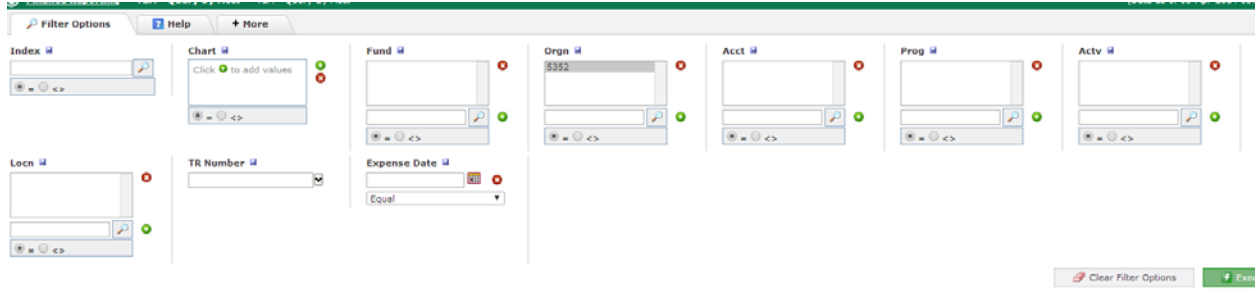 Filter Options
Help
+ More
Index
Chart
Fund
Orgn
Acct
Prog
Actv
Click to add values
5352
= <>
= <>
= <>
= <>
= <>
= <>
= <>
Locn
TR Number
Expense Date
Equal
= <>
Clear Filter Options
Exec